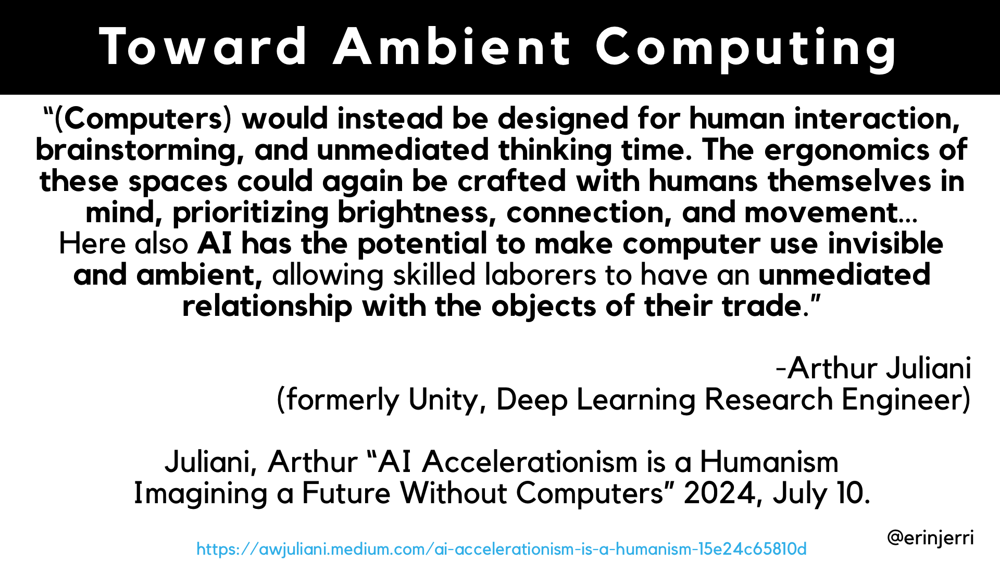 Toward Ambient Computing
“(Computers) would instead be designed for human interaction,
brainstorming, and unmediated thinking time. The ergonomics of
these spaces could again be crafted with humans themselves in
mind, prioritizing brightness, connection, and movement...
Here also AI has the potential to make computer use invisible
and ambient, allowing skilled laborers to have an unmediated
relationship with the objects of their trade.”
-Arthur Juliani
(formerly Unity, Deep Learning Research Engineer)
Juliani, Arthur “AI Accelerationism is a Humanism
Imagining a Future Without Computers” 2024, July 10.
@erinjerri
https://awjuliani.medium.com/ai-accelerationism-is-a-humanism-15e24c65810d